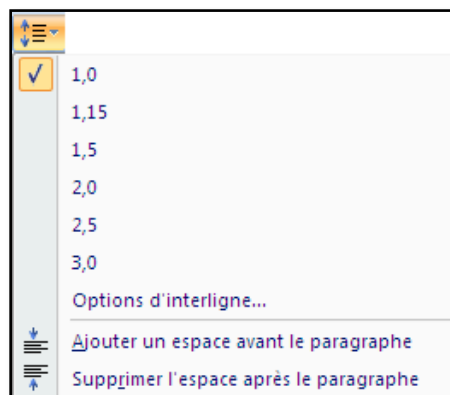 1,0
1,15
1,5
2,0
2,5
3,0
Options d'interligne...
Ajouter un espace avant le paragraphe
Supprimer l'espace après le paragraphe